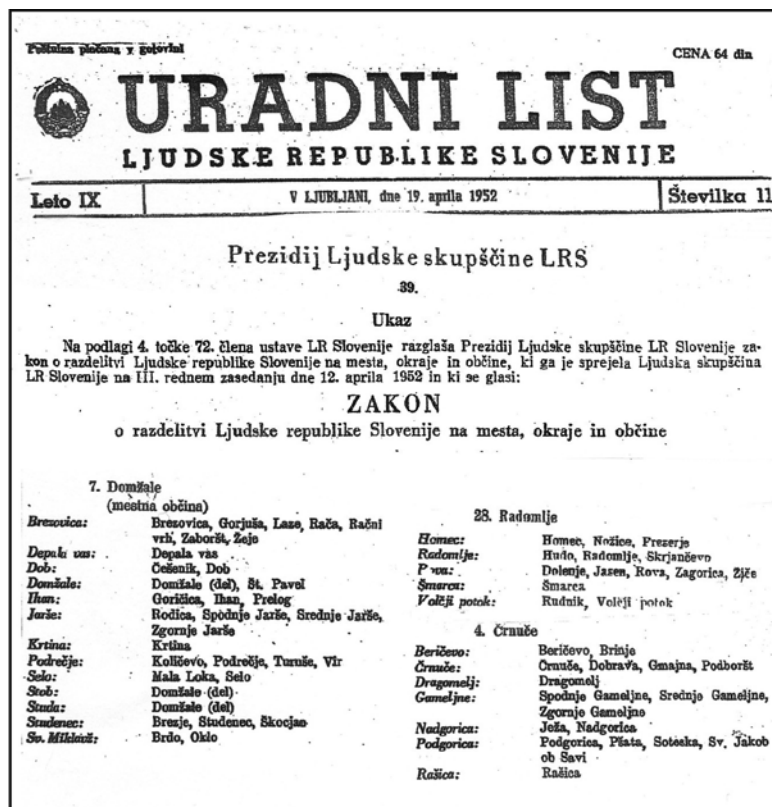 Poštnina plačana v gotovini
CENA 64 din
URADNI LIST
LJUDSKE REPUBLIKE SLOVENIJE
Leto IX
V LJUBLJANI, dne 19. aprila 1952
Številka 11
Prezidij Ljudske skupščine LRS
39.
Ukaz
Na podlagi 4. točke 72. člena ustave LR Slovenije razglaša Prezidij Ljudske skupščine LR Slovenije za-
kon o razdelitvi Ljudske republike Slovenije na mesta, okraje in občine, ki ga je sprejela Ljudska skupščina
LR Slovenije na III. rednem zasedanju dne 12. aprila 1952 in ki se glasi:
ZAKON
o razdelitvi Ljudske republike Slovenije na mesta, okraje in občine
7. Domžale
(mestna občina)
Brezovica: Brezovica, Gorjuša, Laze, Rača, Račni
vrh, Zaboršt, Žeje
Depala vas: Depala vas
Dob: Češenik, Dob
Domžale: Domžale (del), Št. Pavel
Ihan: Goričica, Ihan, Prelog
Jarše: Rodica, Spodnje Jarše, Srednje Jarše,
Zgornje Jarše
Krtina: Krtina
Podrečje: Količevo, Podrečje, Turnše, Vir
Selo: Mala Loka, Selo
Stob: Domžale (del)
Studa: Domžale (del)
Studenec: Brezje, Studenec, Škocjan
Sv. Miklavž: Brdo, Oklo
28. Radomlje
Homec: Homec, Nožice, Prezerje
Radomlje: Hudo, Radomlje, Škrjančevo
Dolenje, Jasen, Rova, Zagorica, Žiče
Šmarca: Šmarca
Volčji potok: Rudnik, Volčji potok
4. Črnuče
Beričevo: Beričevo, Brinje
Črnuče: Črnuče, Dobrava, Gmajna, Podboršt
Dragomelj: Dragomelj
Gameljne: Spodnje Gameljne, Srednje Gameljne,
Zgornje Gameljne
Nadgorica: Ježa, Nadgorica
Podgorica: Podgorica, Pšata, Soteska, Sv. Jakob
ob Savi
Rašica: Rašica